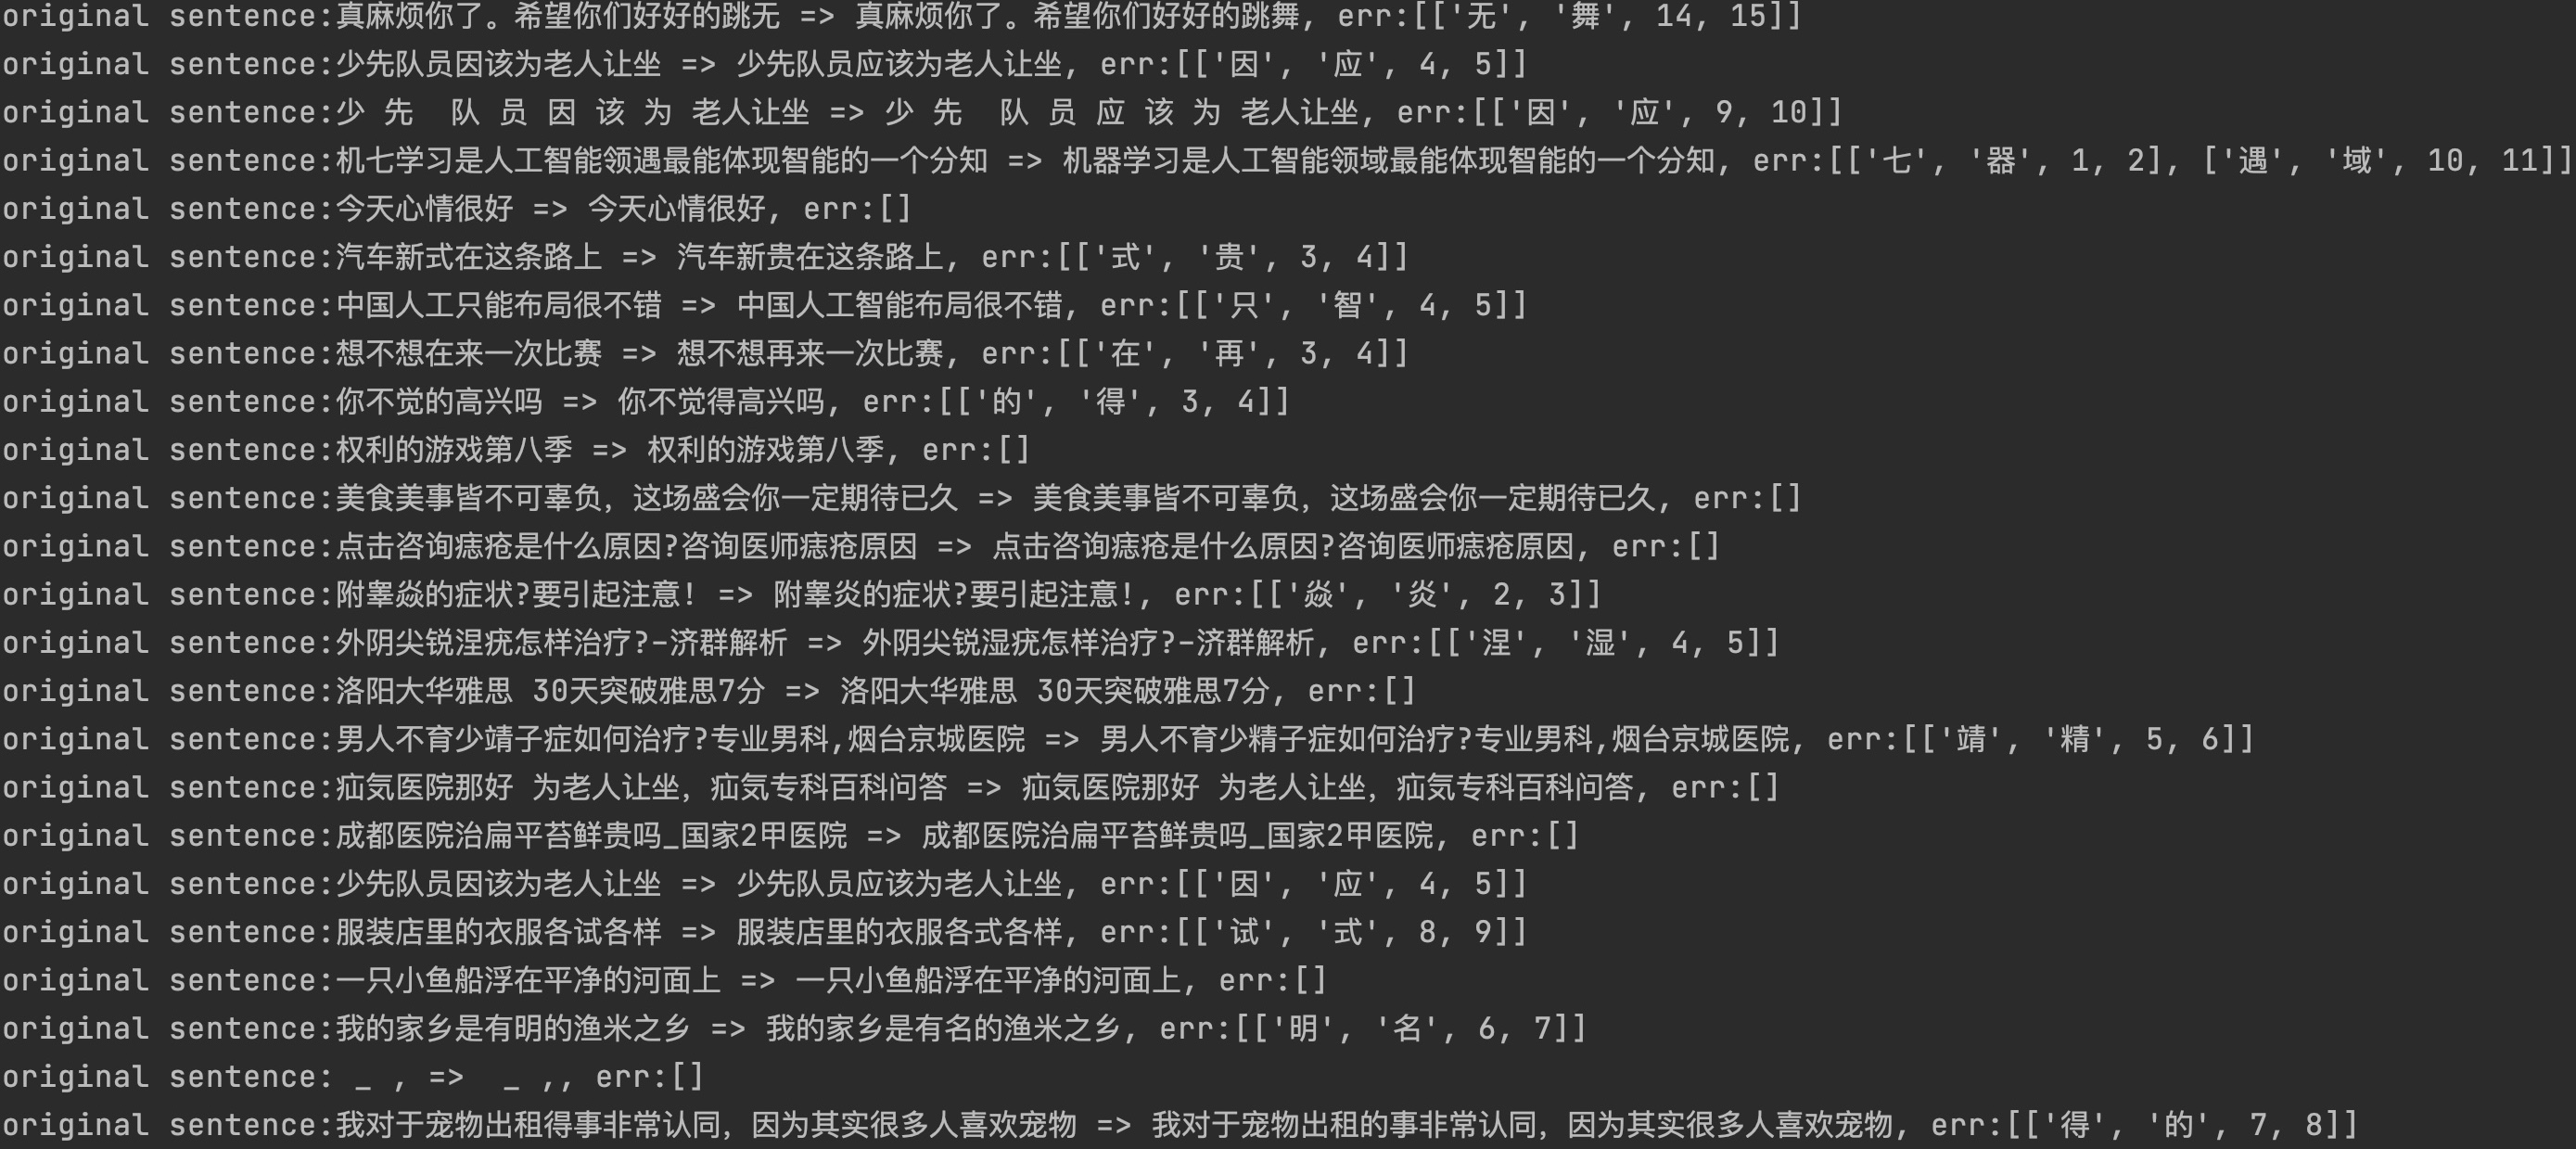 original sentence:真麻烦你了。希望你们好好的跳无 => 真麻烦你了。希望你们好好的跳舞, err:[['无', '舞', 14, 15]]
original sentence:少先队员因该为老人让坐 => 少先队员应该为老人让坐, err:[['因', '应', 4, 5]]
original sentence:少 先  队 员 因 该 为 老人让坐 => 少 先  队 员 应 该 为 老人让坐, err:[['因', '应', 9, 10]]
original sentence:机七学习是人工智能领遇最能体现智能的一个分知 => 机器学习是人工智能领域最能体现智能的一个分知, err:[['七', '器', 1, 2], ['遇', '域', 10, 11]]
original sentence:今天心情很好 => 今天心情很好, err:[]
original sentence:汽车新式在这条路上 => 汽车新贵在这条路上, err:[['式', '贵', 3, 4]]
original sentence:中国人工只能布局很不错 => 中国人工智能布局很不错, err:[['只', '智', 4, 5]]
original sentence:想不想在来一次比赛 => 想不想再来一次比赛, err:[['在', '再', 3, 4]]
original sentence:你不觉的高兴吗 => 你不觉得高兴吗, err:[['的', '得', 3, 4]]
original sentence:权利的游戏第八季 => 权利的游戏第八季, err:[]
original sentence:美食美事皆不可辜负，这场盛会你一定期待已久 => 美食美事皆不可辜负，这场盛会你一定期待已久, err:[]
original sentence:点击咨询痣疮是什么原因?咨询医师痣疮原因 => 点击咨询痣疮是什么原因?咨询医师痣疮原因, err:[]
original sentence:附睾焱的症状?要引起注意! => 附睾炎的症状?要引起注意!, err:[['焱', '炎', 2, 3]]
original sentence:外阴尖锐涅疣怎样治疗?-济群解析 => 外阴尖锐湿疣怎样治疗?-济群解析, err:[['涅', '湿', 4, 5]]
original sentence:洛阳大华雅思 30天突破雅思7分 => 洛阳大华雅思 30天突破雅思7分, err:[]
original sentence:男人不育少靖子症如何治疗?专业男科,烟台京城医院 => 男人不育少精子症如何治疗?专业男科,烟台京城医院, err:[['靖', '精', 5, 6]]
original sentence:疝気医院那好 为老人让坐，疝気专科百科问答 => 疝気医院那好 为老人让坐，疝気专科百科问答, err:[]
original sentence:成都医院治扁平苔鲜贵吗_国家2甲医院 => 成都医院治扁平苔鲜贵吗_国家2甲医院, err:[]
original sentence:少先队员因该为老人让坐 => 少先队员应该为老人让坐, err:[['因', '应', 4, 5]]
original sentence:服装店里的衣服各试各样 => 服装店里的衣服各式各样, err:[['试', '式', 8, 9]]
original sentence:一只小鱼船浮在平净的河面上 => 一只小鱼船浮在平净的河面上, err:[]
original sentence:我的家乡是有明的渔米之乡 => 我的家乡是有名的渔米之乡, err:[['明', '名', 6, 7]]
original sentence: _ , =>  _ ,, err:[]
original sentence:我对于宠物出租得事非常认同，因为其实很多人喜欢宠物 => 我对于宠物出租的事非常认同，因为其实很多人喜欢宠物, err:[['得', '的', 7, 8]]